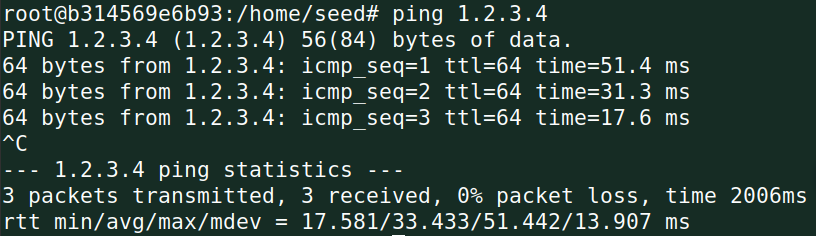 root@b314569e6b93:/home/seed# ping 1.2.3.4
PING 1.2.3.4 (1.2.3.4) 56(84) bytes of data.
64 bytes from 1.2.3.4: icmp_seq=1 ttl=64 time=51.4 ms
64 bytes from 1.2.3.4: icmp_seq=2 ttl=64 time=31.3 ms
64 bytes from 1.2.3.4: icmp_seq=3 ttl=64 time=17.6 ms
^C
--- 1.2.3.4 ping statistics ---
3 packets transmitted, 3 received, 0% packet loss, time 2006ms
rtt min/avg/max/mdev = 17.581/33.433/51.442/13.907 ms